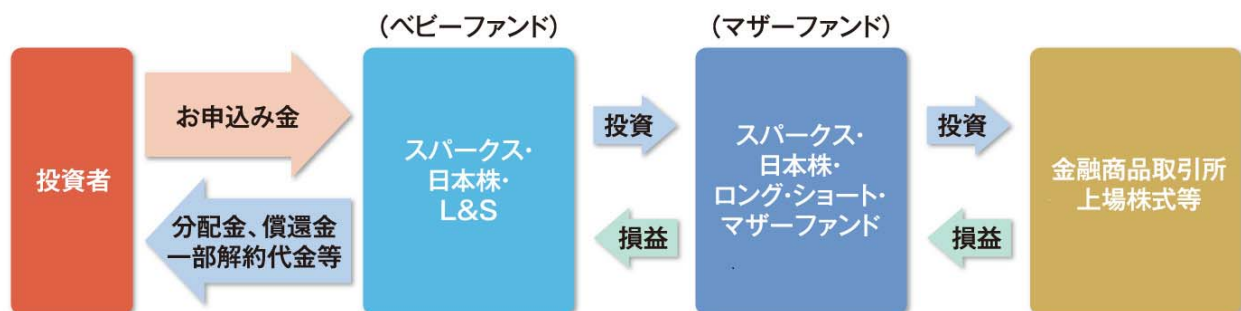 (ベビーファンド)
(マザーファンド)
投資者
お申込み金
分配金、償還金
一部解約代金等
スパークス・
日本株・
L&S
投資
損益
スパークス・
日本株・
ロング・ショート・
マザーファンド
投資
損益
金融商品取引所
上場株式等